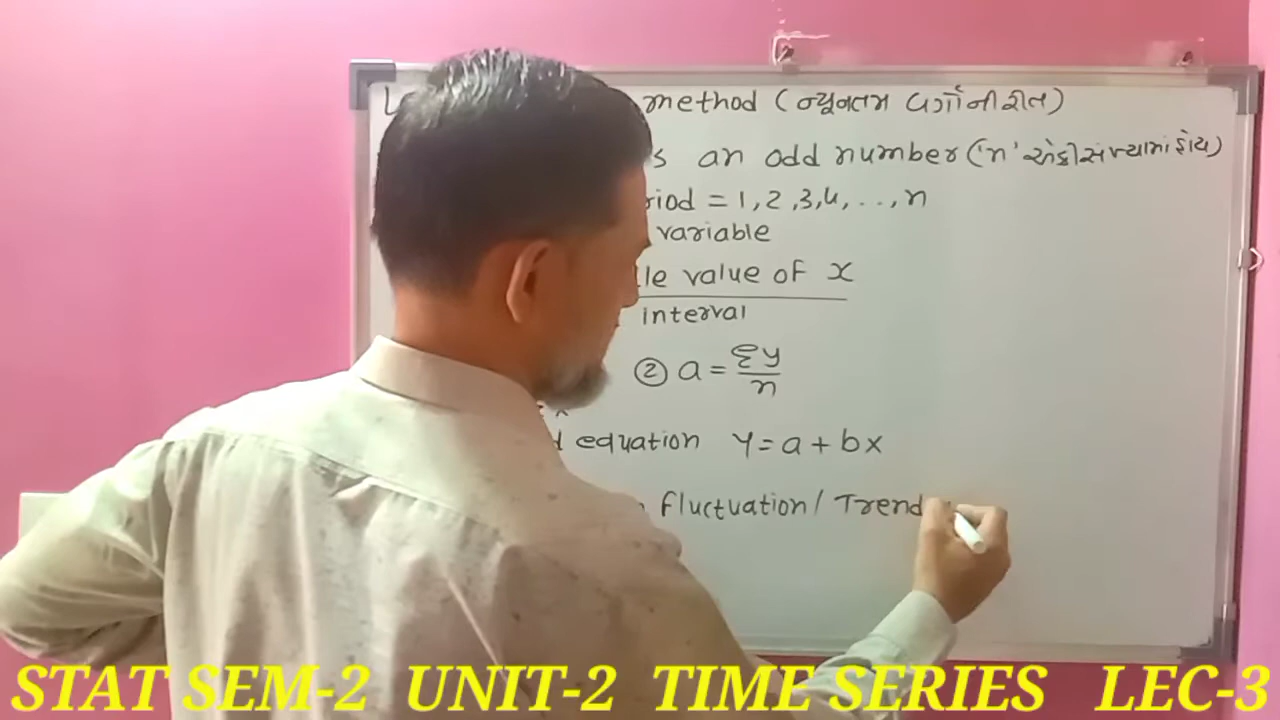 method (ન્યૂનતમ વર્ગોની રીત)
an odd number ('n' એકી સંખ્યામાં હોય)
= 1, 2, 3, 4, . . . , n
variable
value of x
interval
② a = Σy / n
equation y = a + bx
Fluctuation / Trend
STAT SEM-2 UNIT-2 TIME SERIES LEC-3